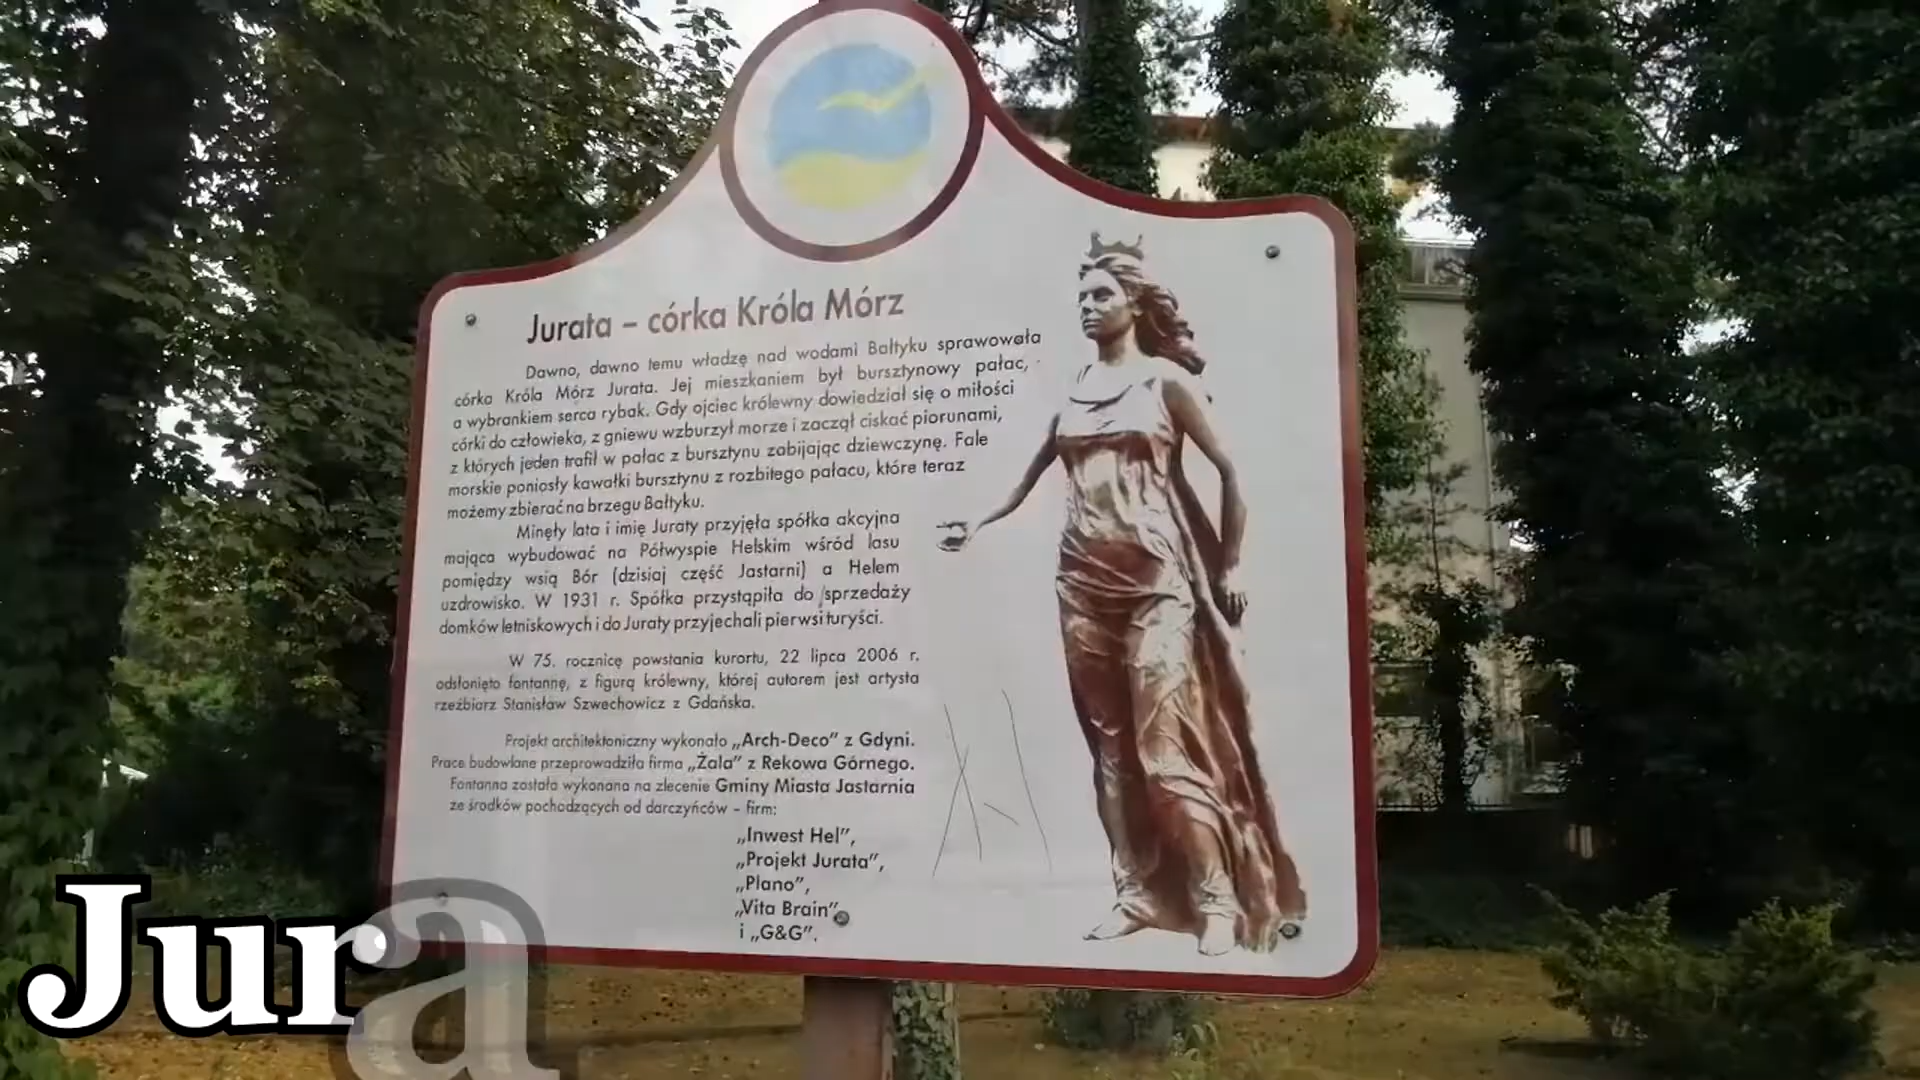 Jurata – córka Króla Mórz
Dawno, dawno temu władzę nad wodami Bałtyku sprawowała
córka Króla Mórz Jurata. Jej mieszkaniem był bursztynowy pałac,
a wybrankiem serca rybak. Gdy ojciec królewny dowiedział się o miłości
córki do człowieka, z gniewu wzburzył morze i zaczął ciskać piorunami,
z których jeden trafił w pałac z bursztynu zabijając dziewczynę. Fale
morskie poniosły kawałki bursztynu z rozbitego pałacu, które teraz
możemy zbierać na brzegu Bałtyku.
Minęły lata i imię Juraty przyjęła spółka akcyjna
mająca wybudować na Półwyspie Helskim wśród lasu
pomiędzy wsią Bór (dzisiaj część Jastarni) a Helem
uzdrowisko. W 1931 r. Spółka przystąpiła do sprzedaży
domków letniskowych i do Juraty przyjechali pierwsi turyści.
W 75. rocznicę powstania kurortu, 22 lipca 2006 r.
odsłonięto fontannę, z figurą królewny, której autorem jest artysta
rzeźbiarz Stanisław Szwechowicz z Gdańska.
Projekt architektoniczny wykonało „Arch-Deco” z Gdyni.
Prace budowlane przeprowadziła firma „Żala” z Rekowa Górnego.
Fontanna została wykonana na zlecenie Gminy Miasta Jastarnia
ze środków pochodzących od darczyńców – firm:
„Inwest Hel”,
„Projekt Jurata”,
„Plano”,
„Vita Brain”
i „G&G”.
Jura